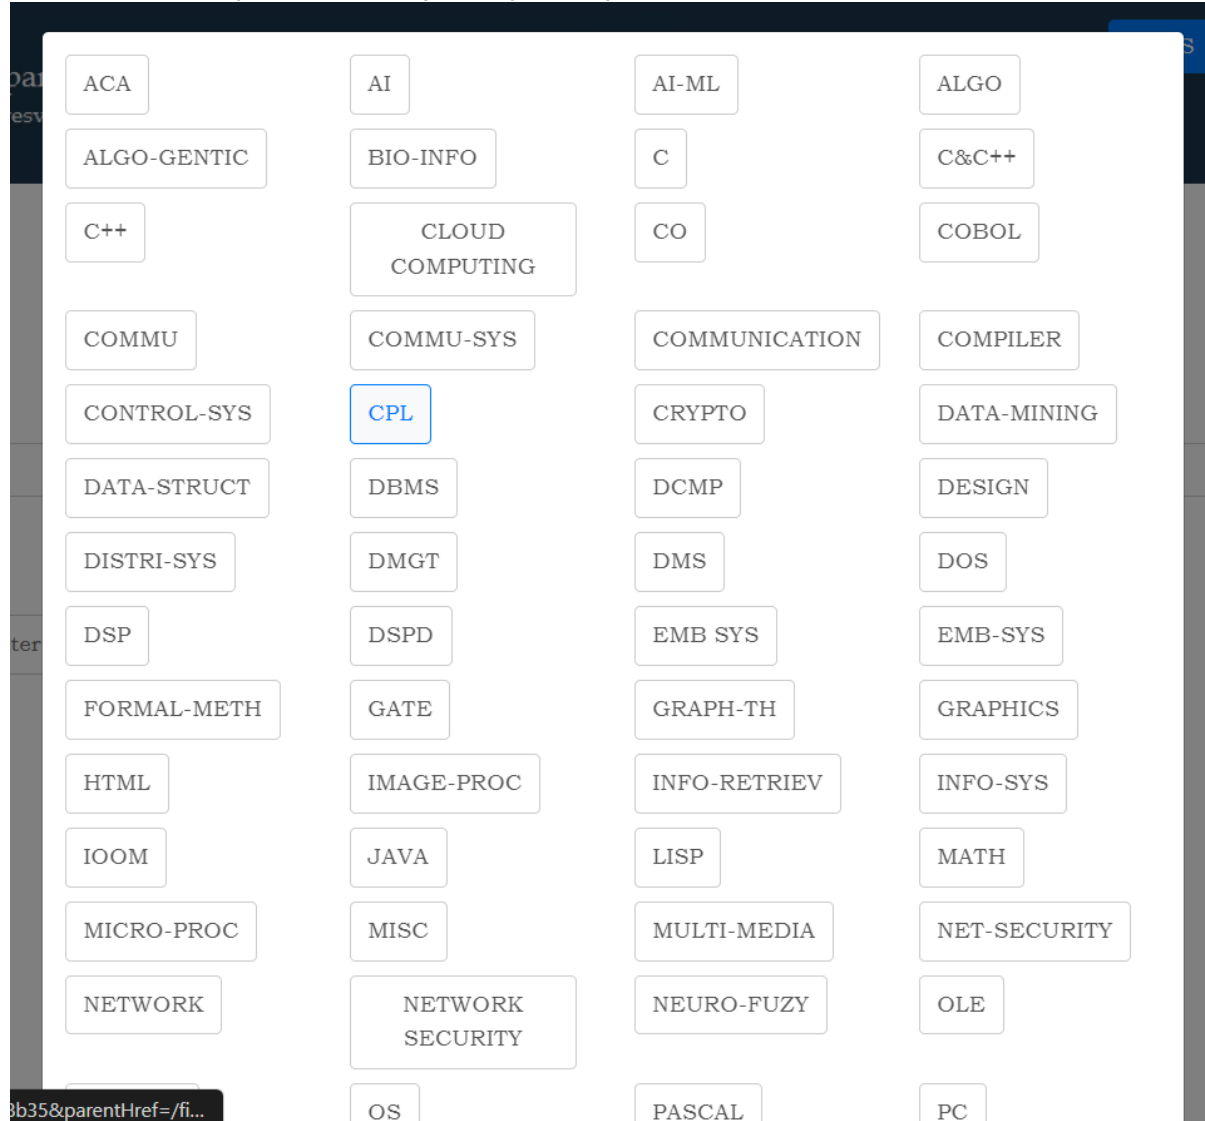 ACA AI AI-ML ALGO
ALGO-GENTIC BIO-INFO C C&C++
C++ CLOUD COMPUTING CO COBOL
COMMU COMMU-SYS COMMUNICATION COMPILER
CONTROL-SYS CPL CRYPTO DATA-MINING
DATA-STRUCT DBMS DCMP DESIGN
DISTRI-SYS DMGT DMS DOS
DSP DSPD EMB SYS EMB-SYS
ter
FORMAL-METH GATE GRAPH-TH GRAPHICS
HTML IMAGE-PROC INFO-RETRIEV INFO-SYS
IOOM JAVA LISP MATH
MICRO-PROC MISC MULTI-MEDIA NET-SECURITY
NETWORK NETWORK SECURITY NEURO-FUZY OLE
OS PASCAL PC
3b35&parentHref=/fi...